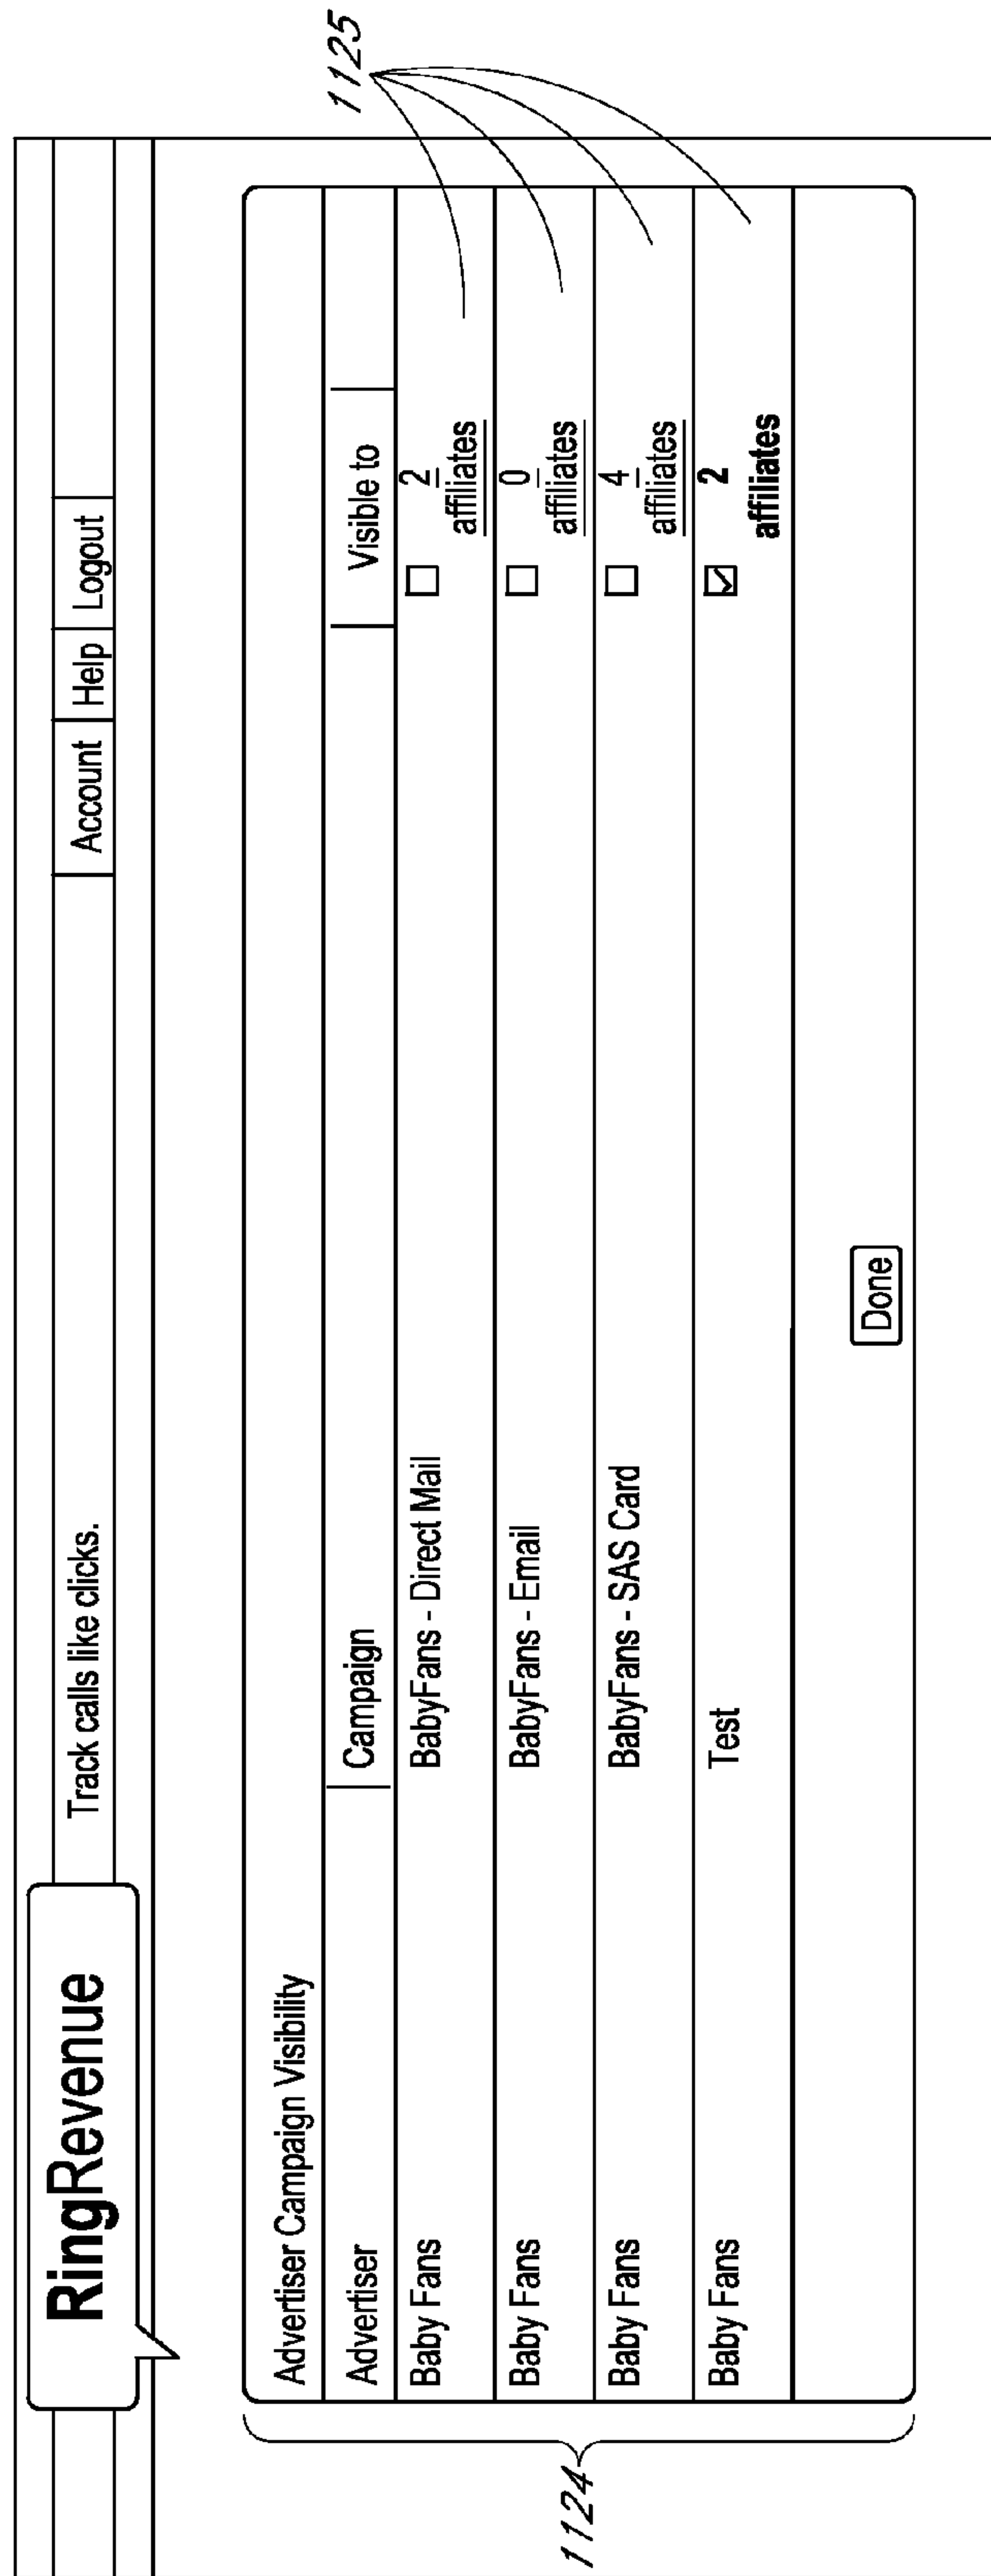 RingRevenue
Track calls like clicks.
Account Help Logout
1125
Advertiser Campaign Visibility
Advertiser Campaign Visible to
Baby Fans BabyFans - Direct Mail 2
affiliates
Baby Fans BabyFans - Email 0
affiliates
Baby Fans BabyFans - SAS Card 4
affiliates
Baby Fans Test 2
affiliates
Done
1124